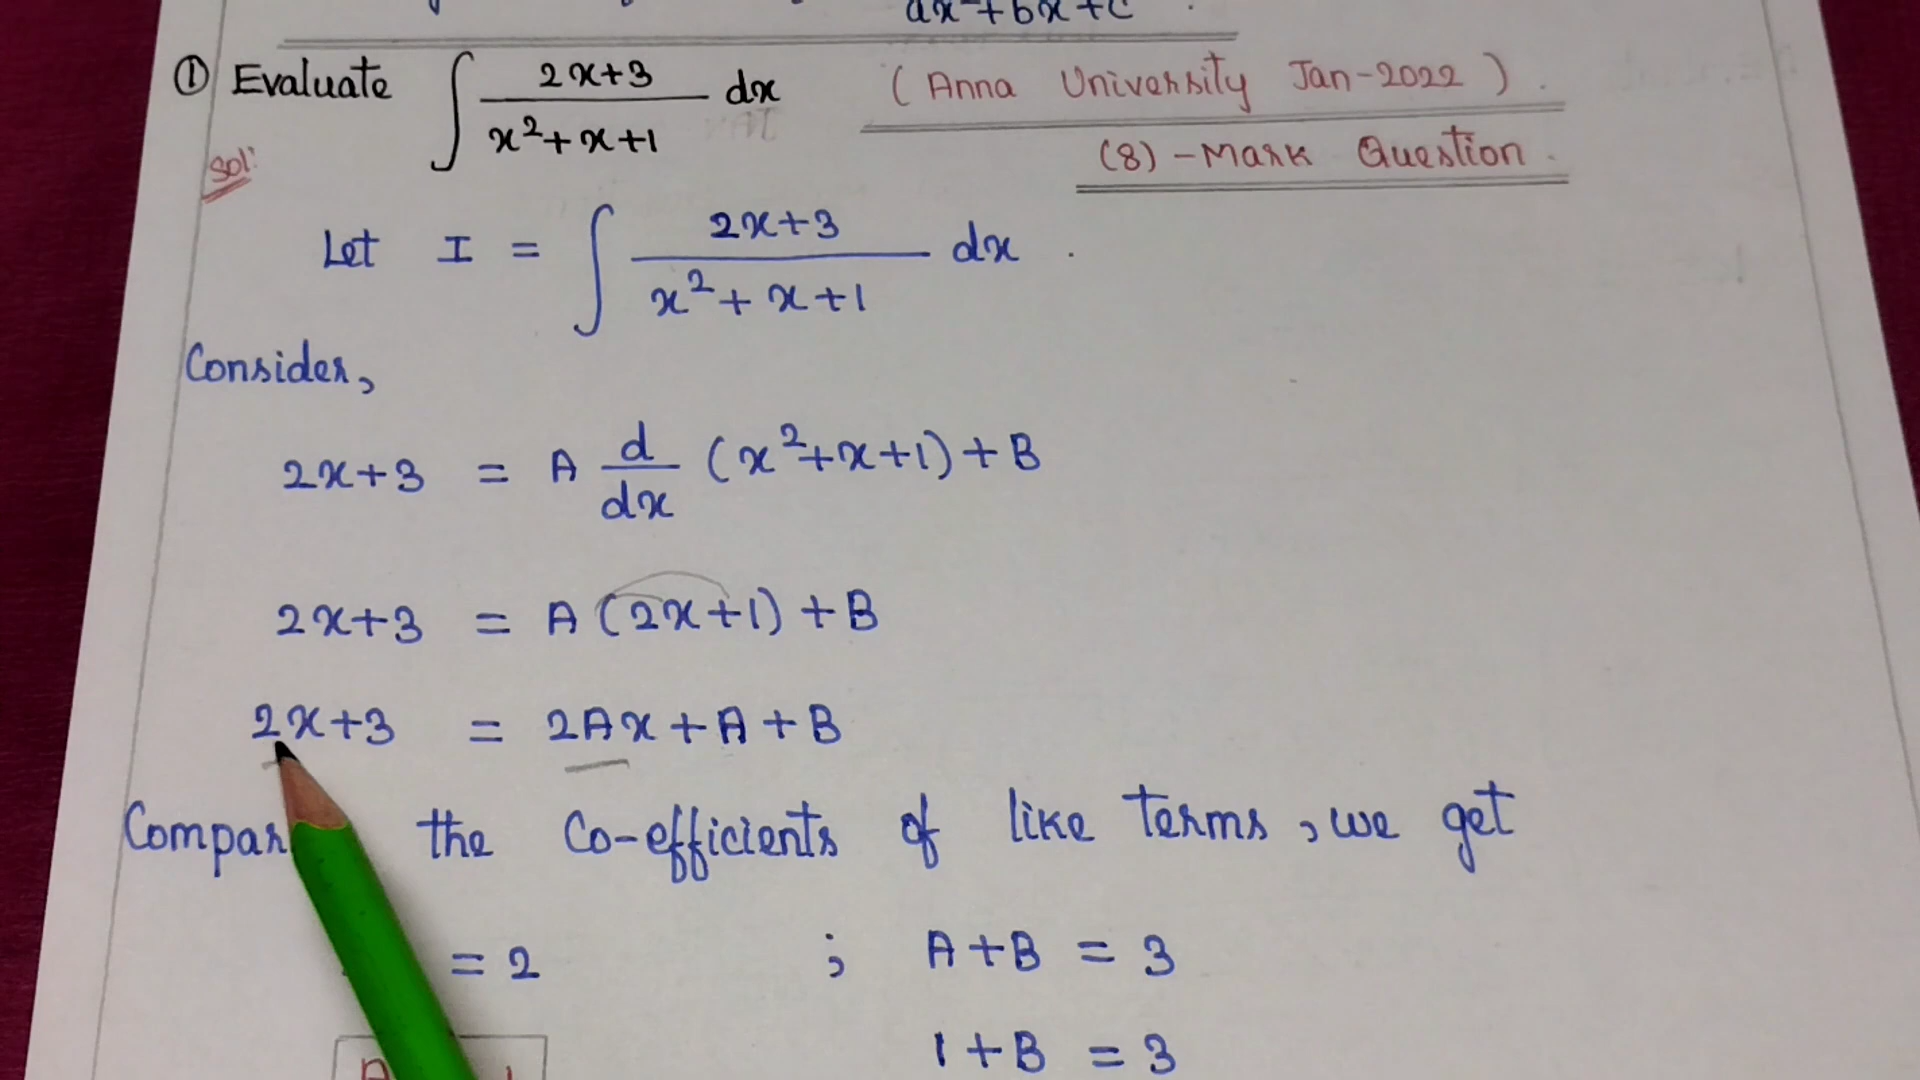 ax²+bx+c
① Evaluate ∫ (2x+3)/(x²+x+1) dx (Anna University Jan-2022).
(8)-Mark Question.
Sol:
Let I = ∫ (2x+3)/(x²+x+1) dx.
Consider,
2x+3 = A d/dx (x²+x+1)+B
2x+3 = A(2x+1)+B
2x+3 = 2Ax+A+B
Compar the Co-efficients of like terms, we get
= 2 ; A+B = 3
1+B = 3